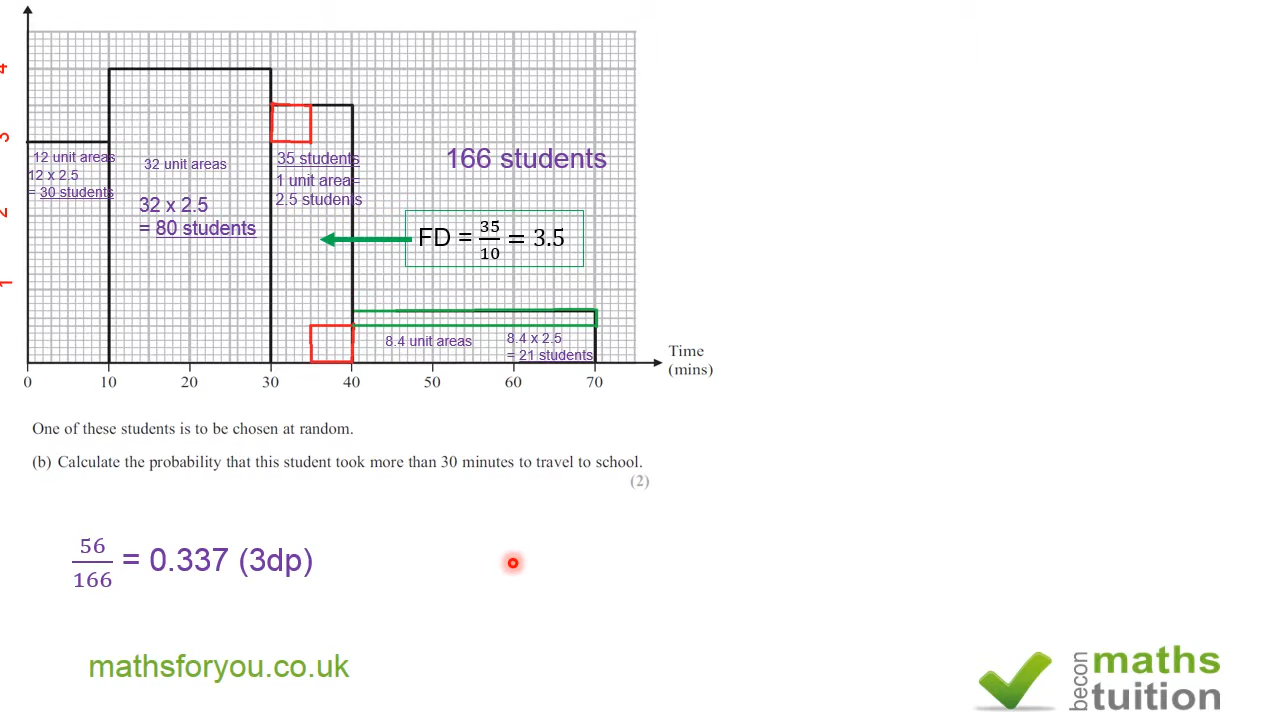 4
3
2
1
12 unit areas
12 x 2.5
= 30 students
32 unit areas
32 x 2.5
= 80 students
35 students
1 unit area=
2.5 students
166 students
FD = 35/10 = 3.5
8.4 unit areas
8.4 x 2.5
= 21 students
Time
(mins)
0 10 20 30 40 50 60 70
One of these students is to be chosen at random.
(b) Calculate the probability that this student took more than 30 minutes to travel to school.
(2)
56/166 = 0.337 (3dp)
mathsforyou.co.uk
becon
maths
tuition